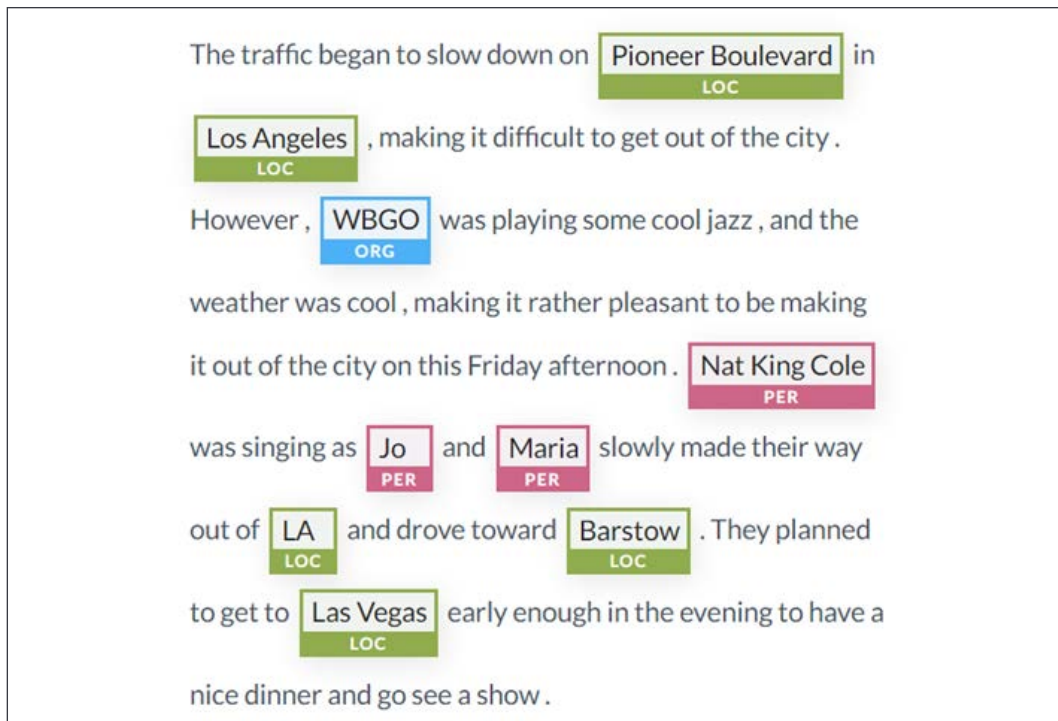 The traffic began to slow down on Pioneer Boulevard in
LOC
Los Angeles , making it difficult to get out of the city .
LOC
However , WBGO was playing some cool jazz , and the
ORG
weather was cool , making it rather pleasant to be making
it out of the city on this Friday afternoon . Nat King Cole
PER
was singing as Jo and Maria slowly made their way
PER PER
out of LA and drove toward Barstow . They planned
LOC LOC
to get to Las Vegas early enough in the evening to have a
LOC
nice dinner and go see a show .